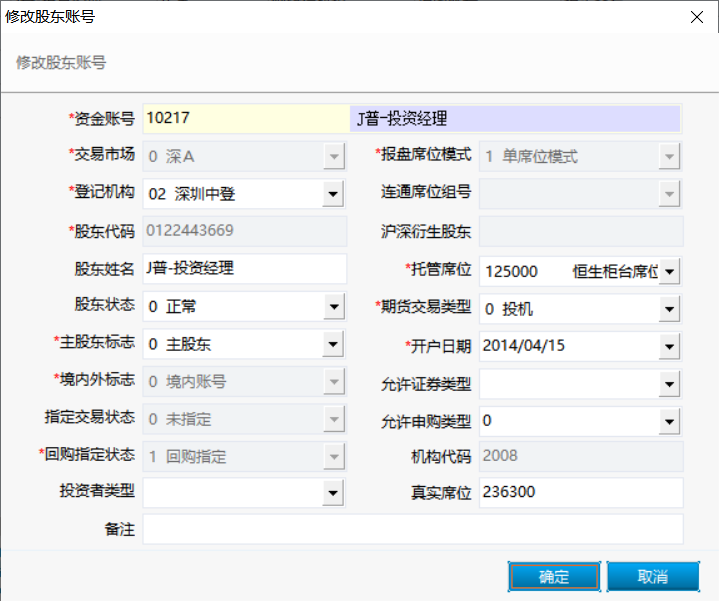 修改股东账号
修改股东账号
*资金账号 10217 J普-投资经理
*交易市场 0 深A *报盘席位模式 1 单席位模式
*登记机构 02 深圳中登 连通席位组号
*股东代码 0122443669 沪深衍生股东
股东姓名 J普-投资经理 *托管席位 125000 恒生柜台席位
股东状态 0 正常 *期货交易类型 0 投机
*主股东标志 0 主股东 *开户日期 2014/04/15
*境内外标志 0 境内账号 允许证券类型
指定交易状态 0 未指定 允许申购类型 0
*回购指定状态 1 回购指定 机构代码 2008
投资者类型 真实席位 236300
备注
确定 取消